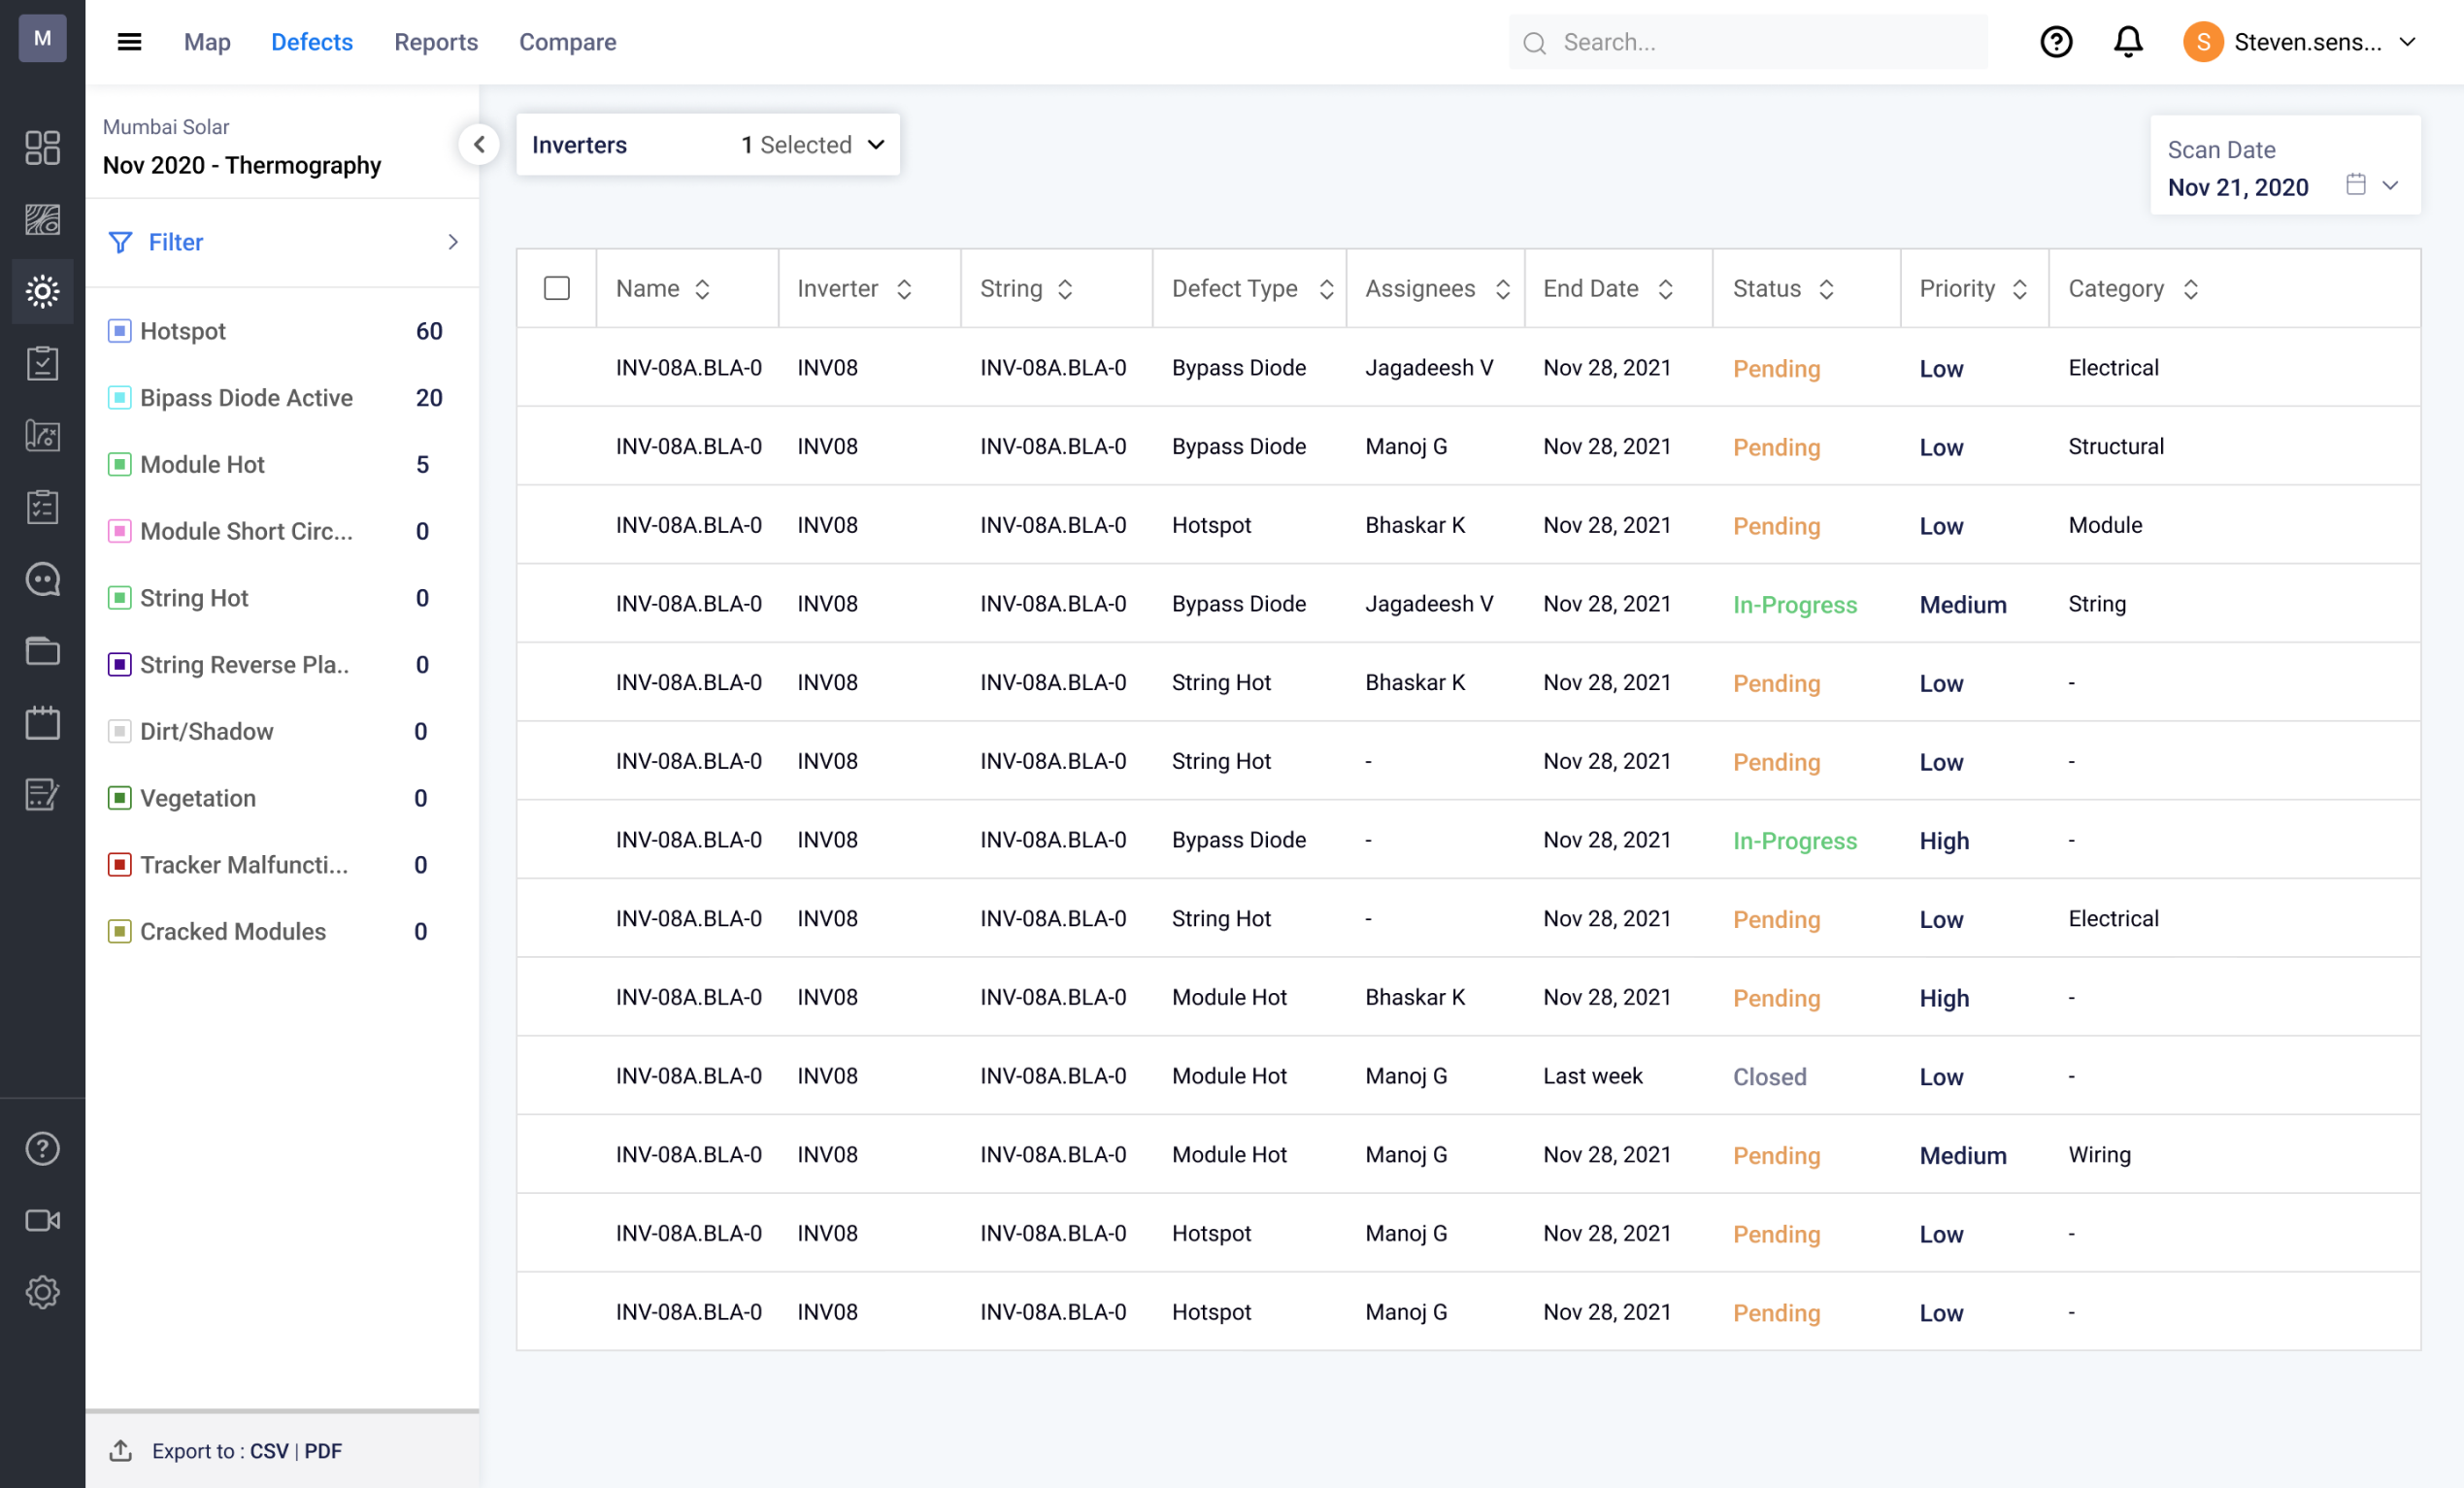 M
Map Defects Reports Compare Search... S Steven.sens...
Mumbai Solar
Nov 2020 - Thermography
Filter
Hotspot 60
Bipass Diode Active 20
Module Hot 5
Module Short Circ... 0
String Hot 0
String Reverse Pla.. 0
Dirt/Shadow 0
Vegetation 0
Tracker Malfuncti... 0
Cracked Modules 0
Export to : CSV | PDF
Inverters 1 Selected
Scan Date
Nov 21, 2020
Name Inverter String Defect Type Assignees End Date Status Priority Category
INV-08A.BLA-0 INV08 INV-08A.BLA-0 Bypass Diode Jagadeesh V Nov 28, 2021 Pending Low Electrical
INV-08A.BLA-0 INV08 INV-08A.BLA-0 Bypass Diode Manoj G Nov 28, 2021 Pending Low Structural
INV-08A.BLA-0 INV08 INV-08A.BLA-0 Hotspot Bhaskar K Nov 28, 2021 Pending Low Module
INV-08A.BLA-0 INV08 INV-08A.BLA-0 Bypass Diode Jagadeesh V Nov 28, 2021 In-Progress Medium String
INV-08A.BLA-0 INV08 INV-08A.BLA-0 String Hot Bhaskar K Nov 28, 2021 Pending Low -
INV-08A.BLA-0 INV08 INV-08A.BLA-0 String Hot - Nov 28, 2021 Pending Low -
INV-08A.BLA-0 INV08 INV-08A.BLA-0 Bypass Diode - Nov 28, 2021 In-Progress High -
INV-08A.BLA-0 INV08 INV-08A.BLA-0 String Hot - Nov 28, 2021 Pending Low Electrical
INV-08A.BLA-0 INV08 INV-08A.BLA-0 Module Hot Bhaskar K Nov 28, 2021 Pending High -
INV-08A.BLA-0 INV08 INV-08A.BLA-0 Module Hot Manoj G Last week Closed Low -
INV-08A.BLA-0 INV08 INV-08A.BLA-0 Module Hot Manoj G Nov 28, 2021 Pending Medium Wiring
INV-08A.BLA-0 INV08 INV-08A.BLA-0 Hotspot Manoj G Nov 28, 2021 Pending Low -
INV-08A.BLA-0 INV08 INV-08A.BLA-0 Hotspot Manoj G Nov 28, 2021 Pending Low -